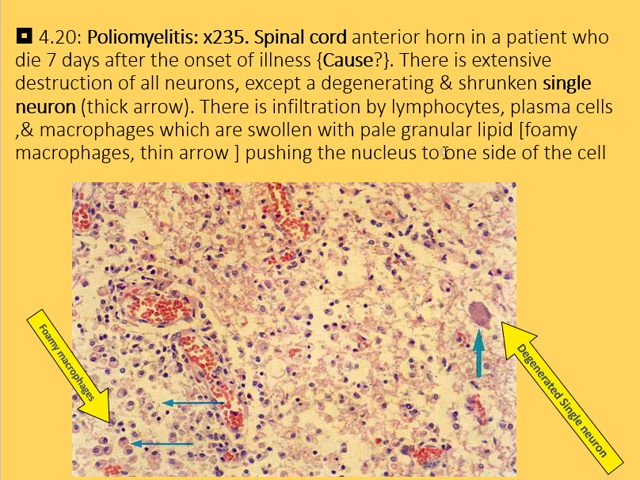 4.20: Poliomyelitis: x235. Spinal cord anterior horn in a patient who
die 7 days after the onset of illness {Cause?}. There is extensive
destruction of all neurons, except a degenerating & shrunken single
neuron (thick arrow). There is infiltration by lymphocytes, plasma cells
,& macrophages which are swollen with pale granular lipid [foamy
macrophages, thin arrow ] pushing the nucleus to one side of the cell
Foamy macrophages
Degenerated Single neuron